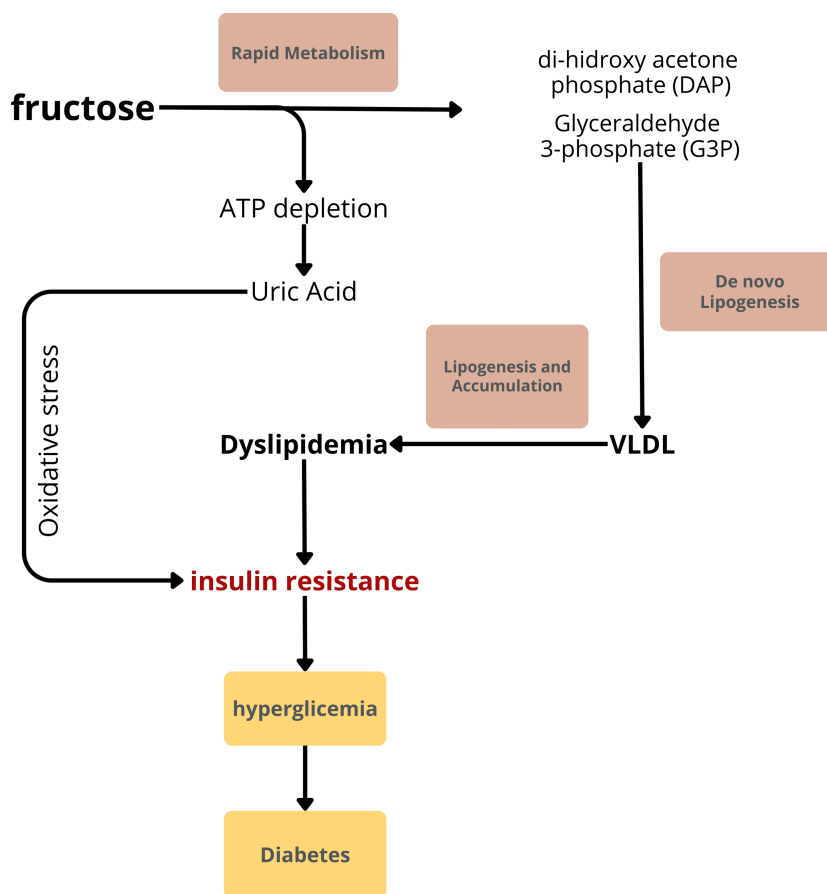 Rapid Metabolism
fructose
di-hidroxy acetone
phosphate (DAP)
Glyceraldehyde
3-phosphate (G3P)
ATP depletion
Uric Acid
De novo
Lipogenesis
Lipogenesis and
Accumulation
Oxidative stress
Dyslipidemia
VLDL
insulin resistance
hyperglicemia
Diabetes